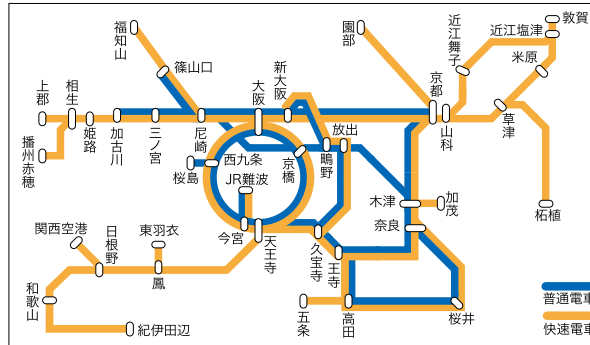 敦賀
近江塩津
近江舞子
園部
福知山
米原
篠山口
新大阪
大阪
京都
山科
草津
上郡
相生
姫路
加古川
三ノ宮
尼崎
放出
鴫野
京橋
西九条
桜島
JR難波
播州赤穂
木津
加茂
柘植
奈良
今宮
天王寺
久宝寺
王寺
関西空港
日根野
東羽衣
鳳
和歌山
紀伊田辺
五条
高田
桜井
普通電車
快速電車